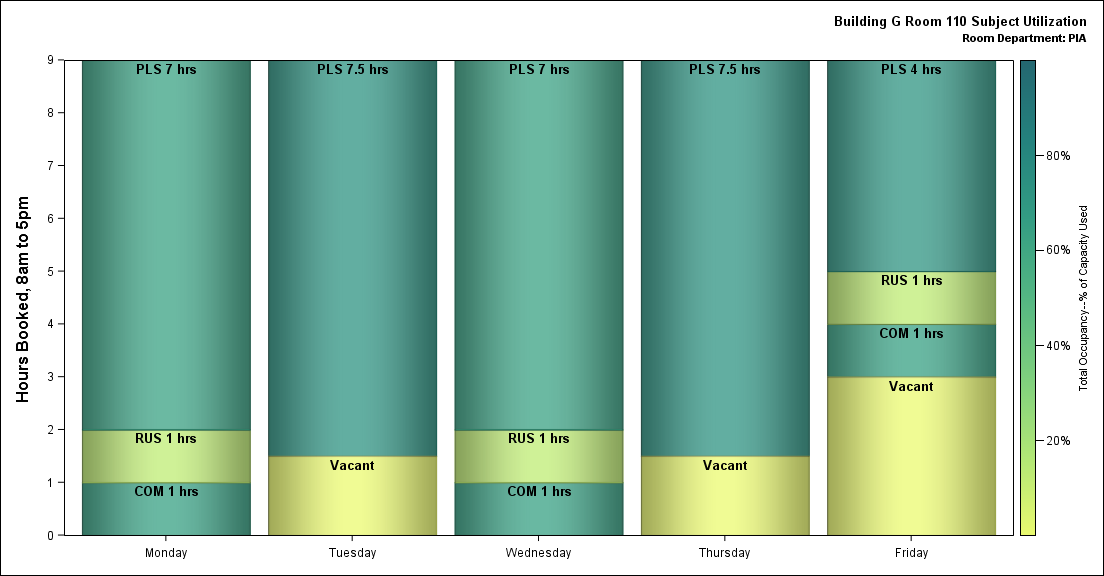 Building G Room 110 Subject Utilization
Room Department: PIA
Hours Booked, 8am to 5pm
9
8
7
6
5
4
3
2
1
0
PLS 7 hrs
RUS 1 hrs
COM 1 hrs
PLS 7.5 hrs
Vacant
PLS 7 hrs
RUS 1 hrs
COM 1 hrs
PLS 7.5 hrs
Vacant
PLS 4 hrs
RUS 1 hrs
COM 1 hrs
Vacant
Monday
Tuesday
Wednesday
Thursday
Friday
80%
60%
40%
20%
Total Occupancy--% of Capacity Used